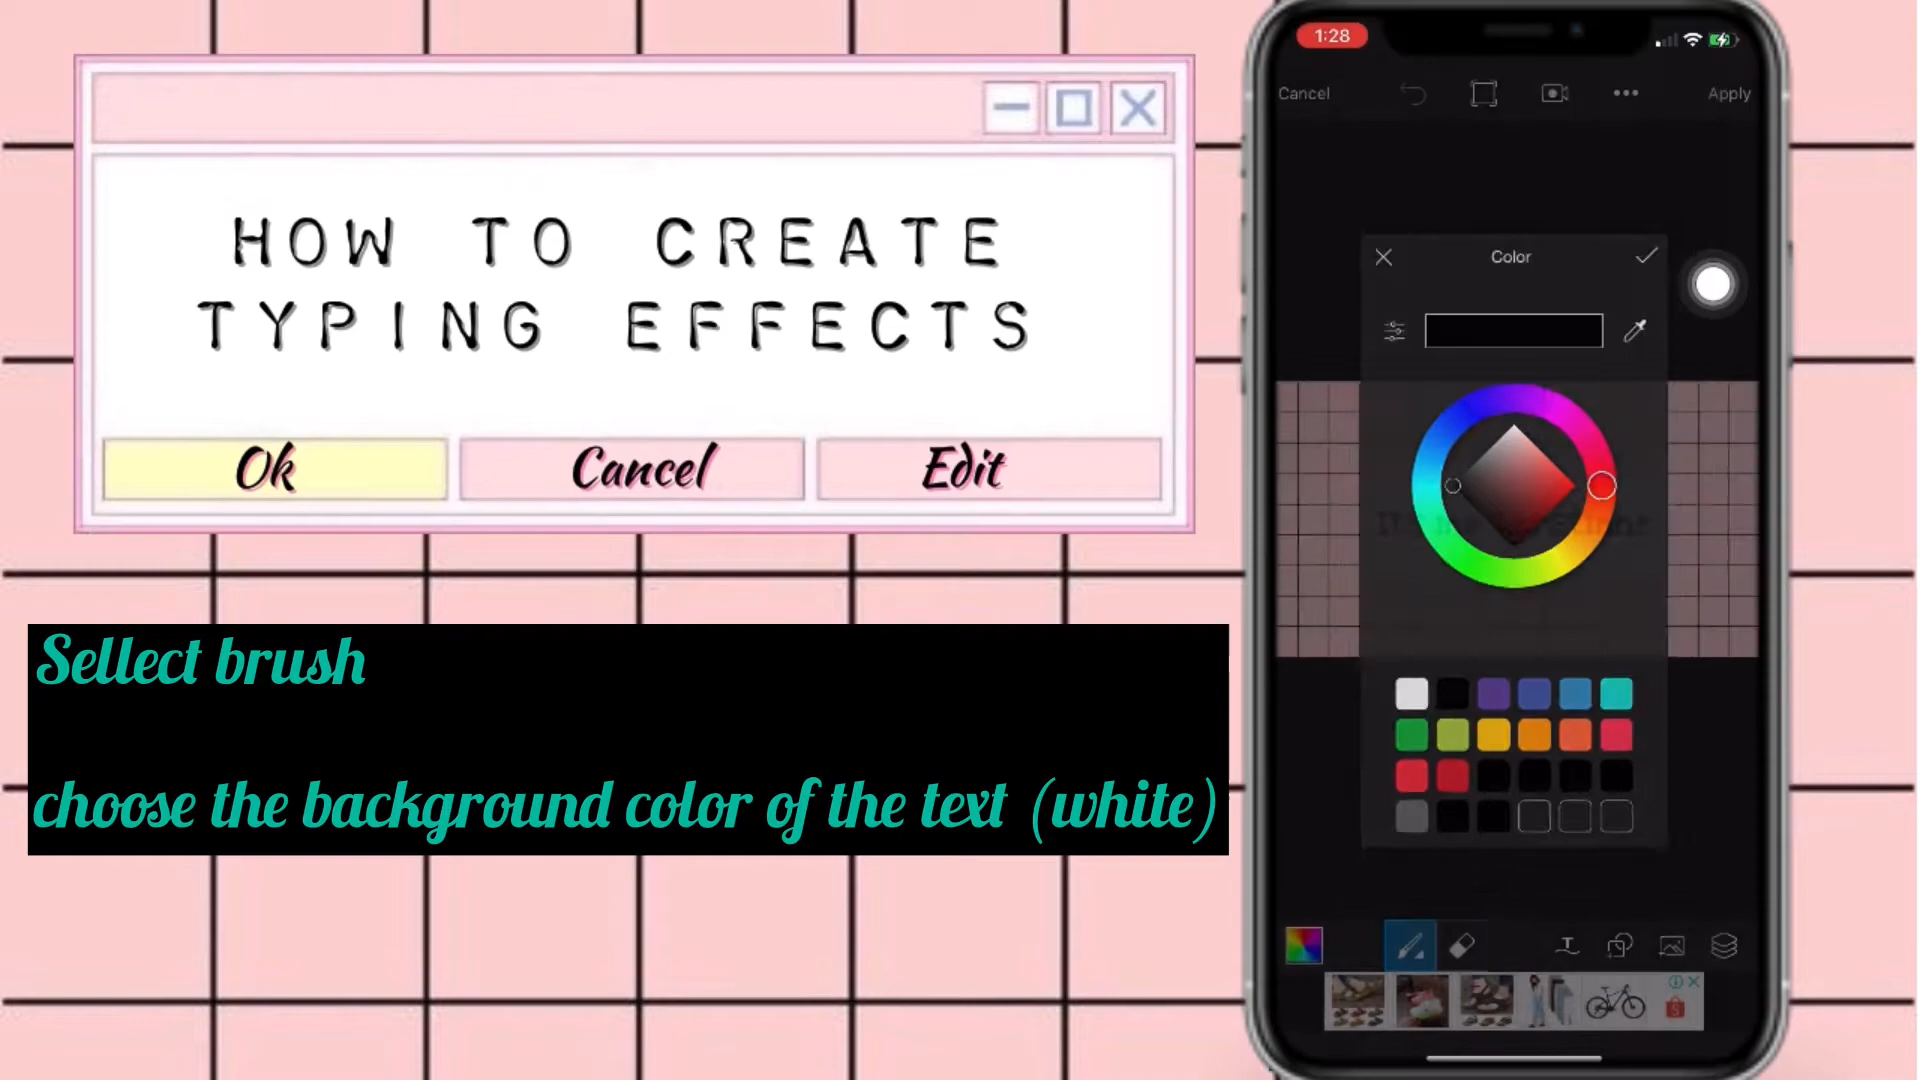 HOW TO CREATE
TYPING EFFECTS
Ok
Cancel
Edit
Sellect brush
choose the background color of the text (white)
1:28
Cancel
Apply
Color